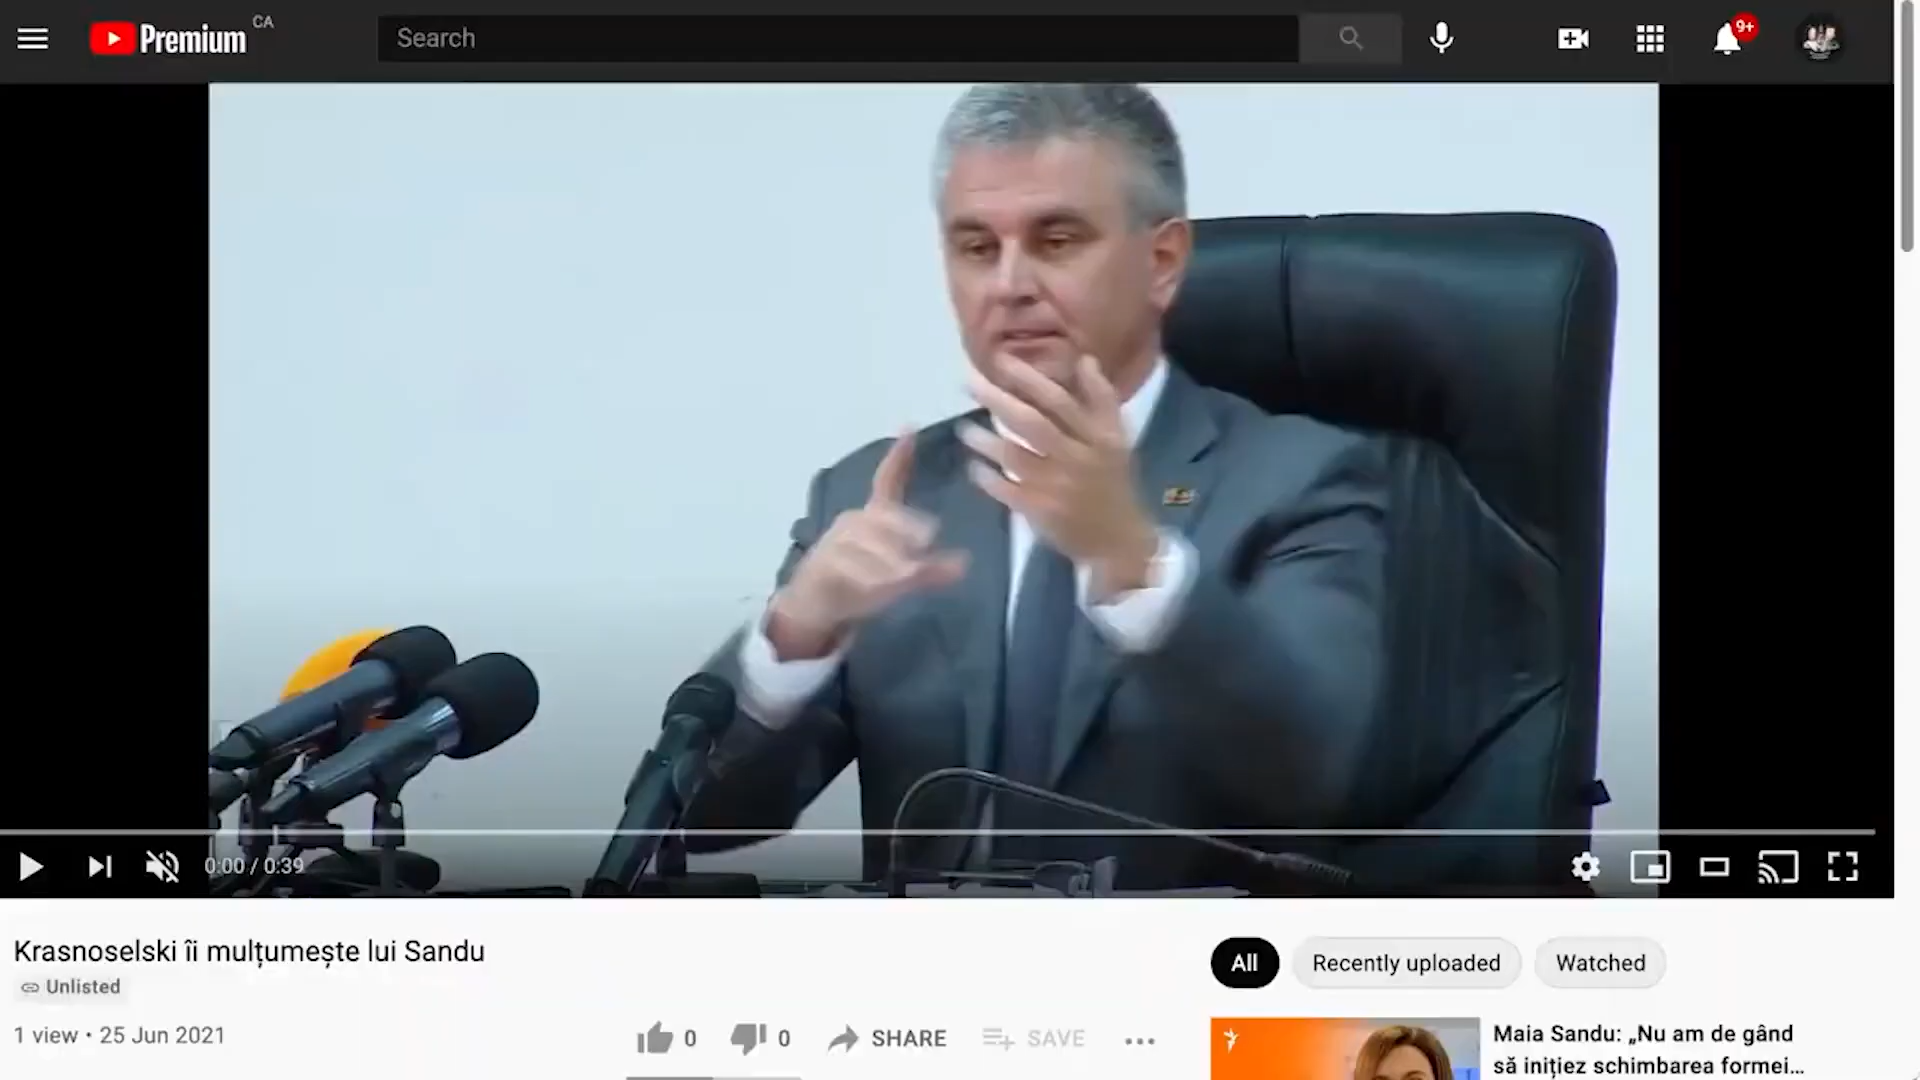 Premium CA
Search
9+
0:00 / 0:39
Krasnoselski îi mulțumește lui Sandu
Unlisted
1 view • 25 Jun 2021
0
0
SHARE
SAVE
All
Recently uploaded
Watched
Maia Sandu: „Nu am de gând
să inițiez schimbarea formei...